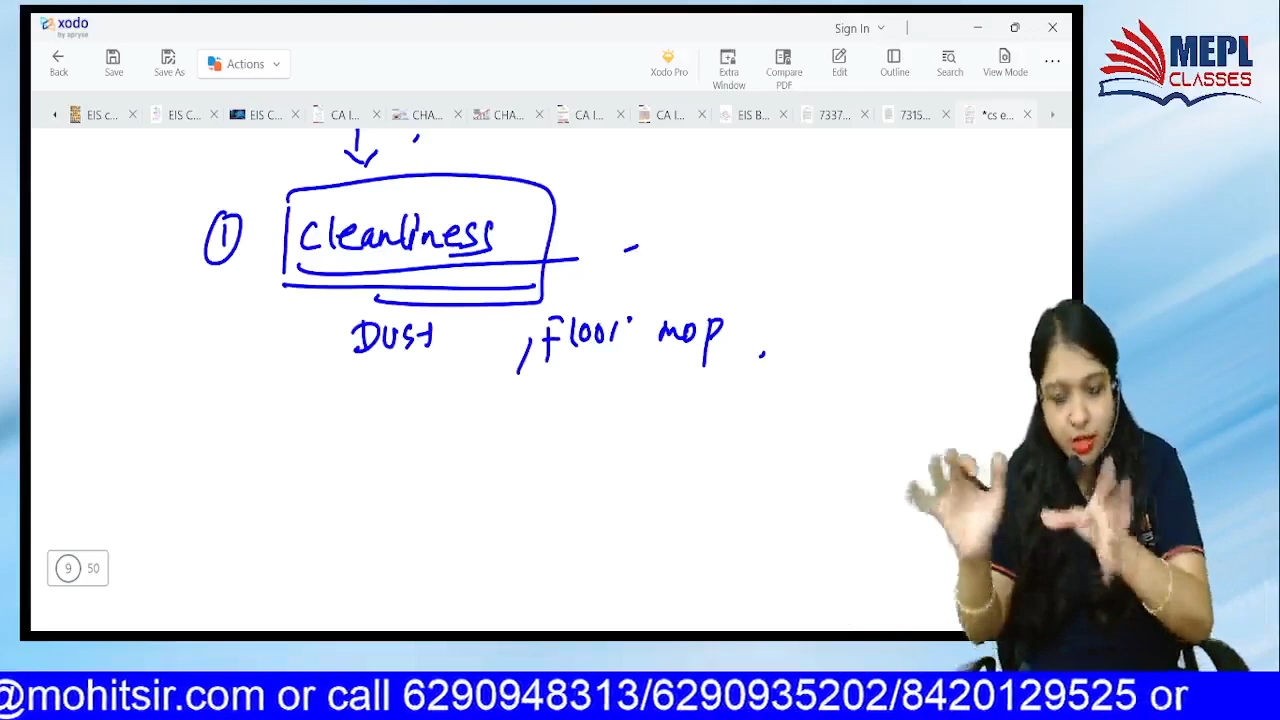 xodo
by apryse
Sign In
Back
Save
Save As
Actions
Xodo Pro
Extra Window
Compare PDF
Edit
Outline
Search
View Mode
EIS c...
EIS C...
EIS C...
CA I...
CHA...
CHA...
CA I...
CA I...
EIS B...
7337...
7315...
*cs e...
MEPL
CLASSES
① Cleanliness
Dust , Floor mop ,
9 50
@mohitsir.com or call 6290948313/6290935202/8420129525 or